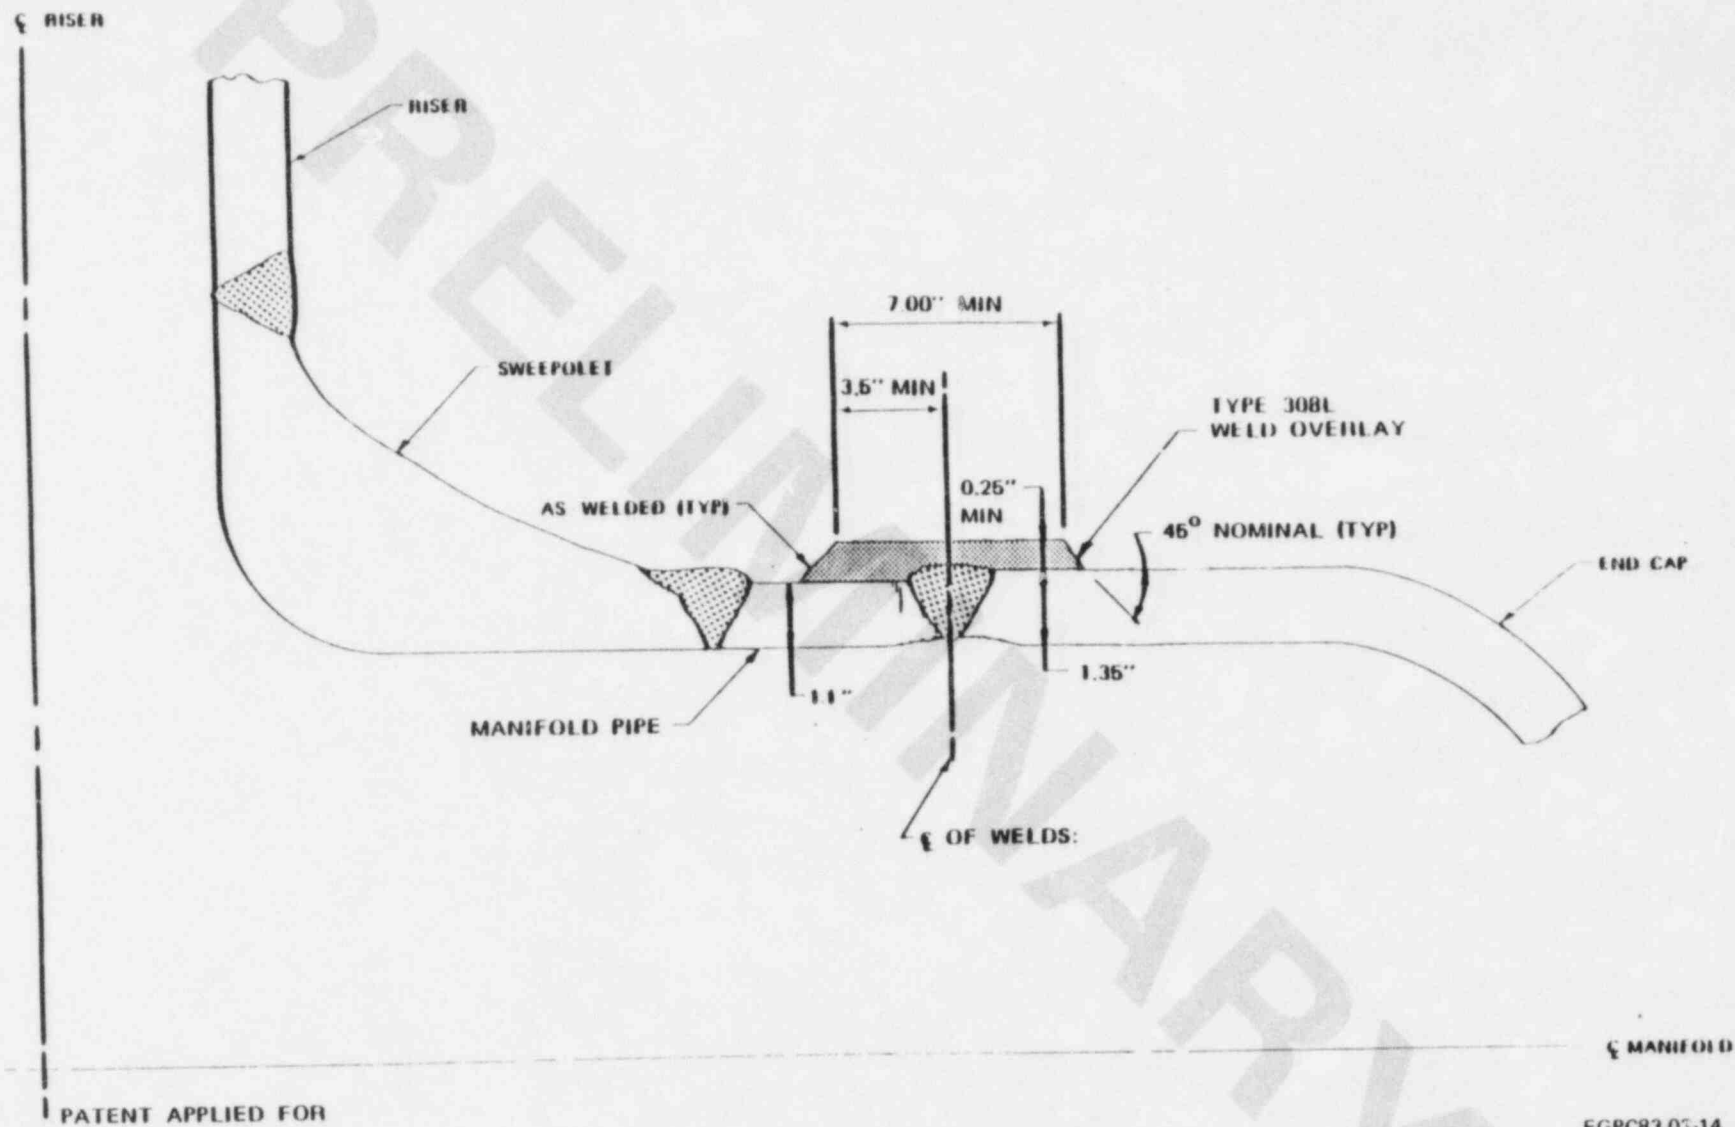 ℄ RISER
RISER
7.00" MIN
SWEEPOLET
3.5" MIN
TYPE 308L
WELD OVERLAY
0.25"
MIN
AS WELDED (TYP)
45° NOMINAL (TYP)
END CAP
1.35"
1.1"
MANIFOLD PIPE
℄ OF WELDS:
℄ MANIFOLD
PATENT APPLIED FOR
PRELIMINARY